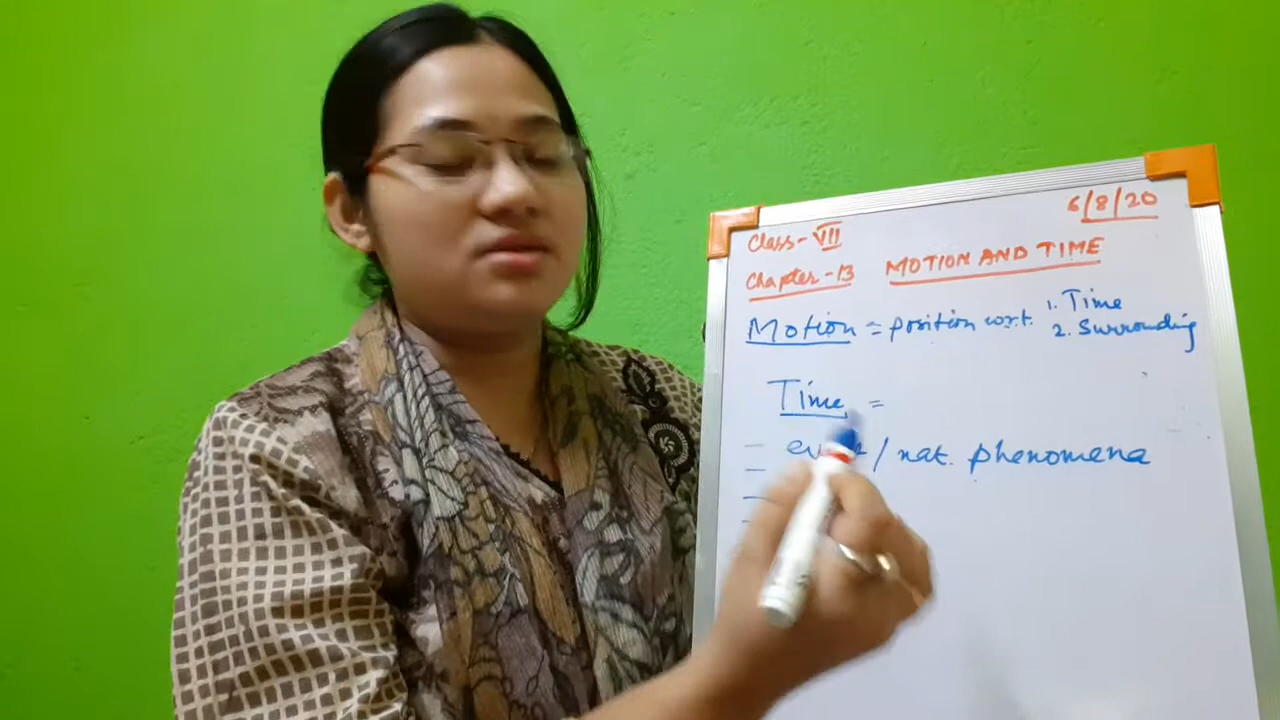 6/8/20
Class-VII
Chapter-13 MOTION AND TIME
Motion = position w.r.t. 1. Time
2. Surrounding
Time =
/ nat. phenomena